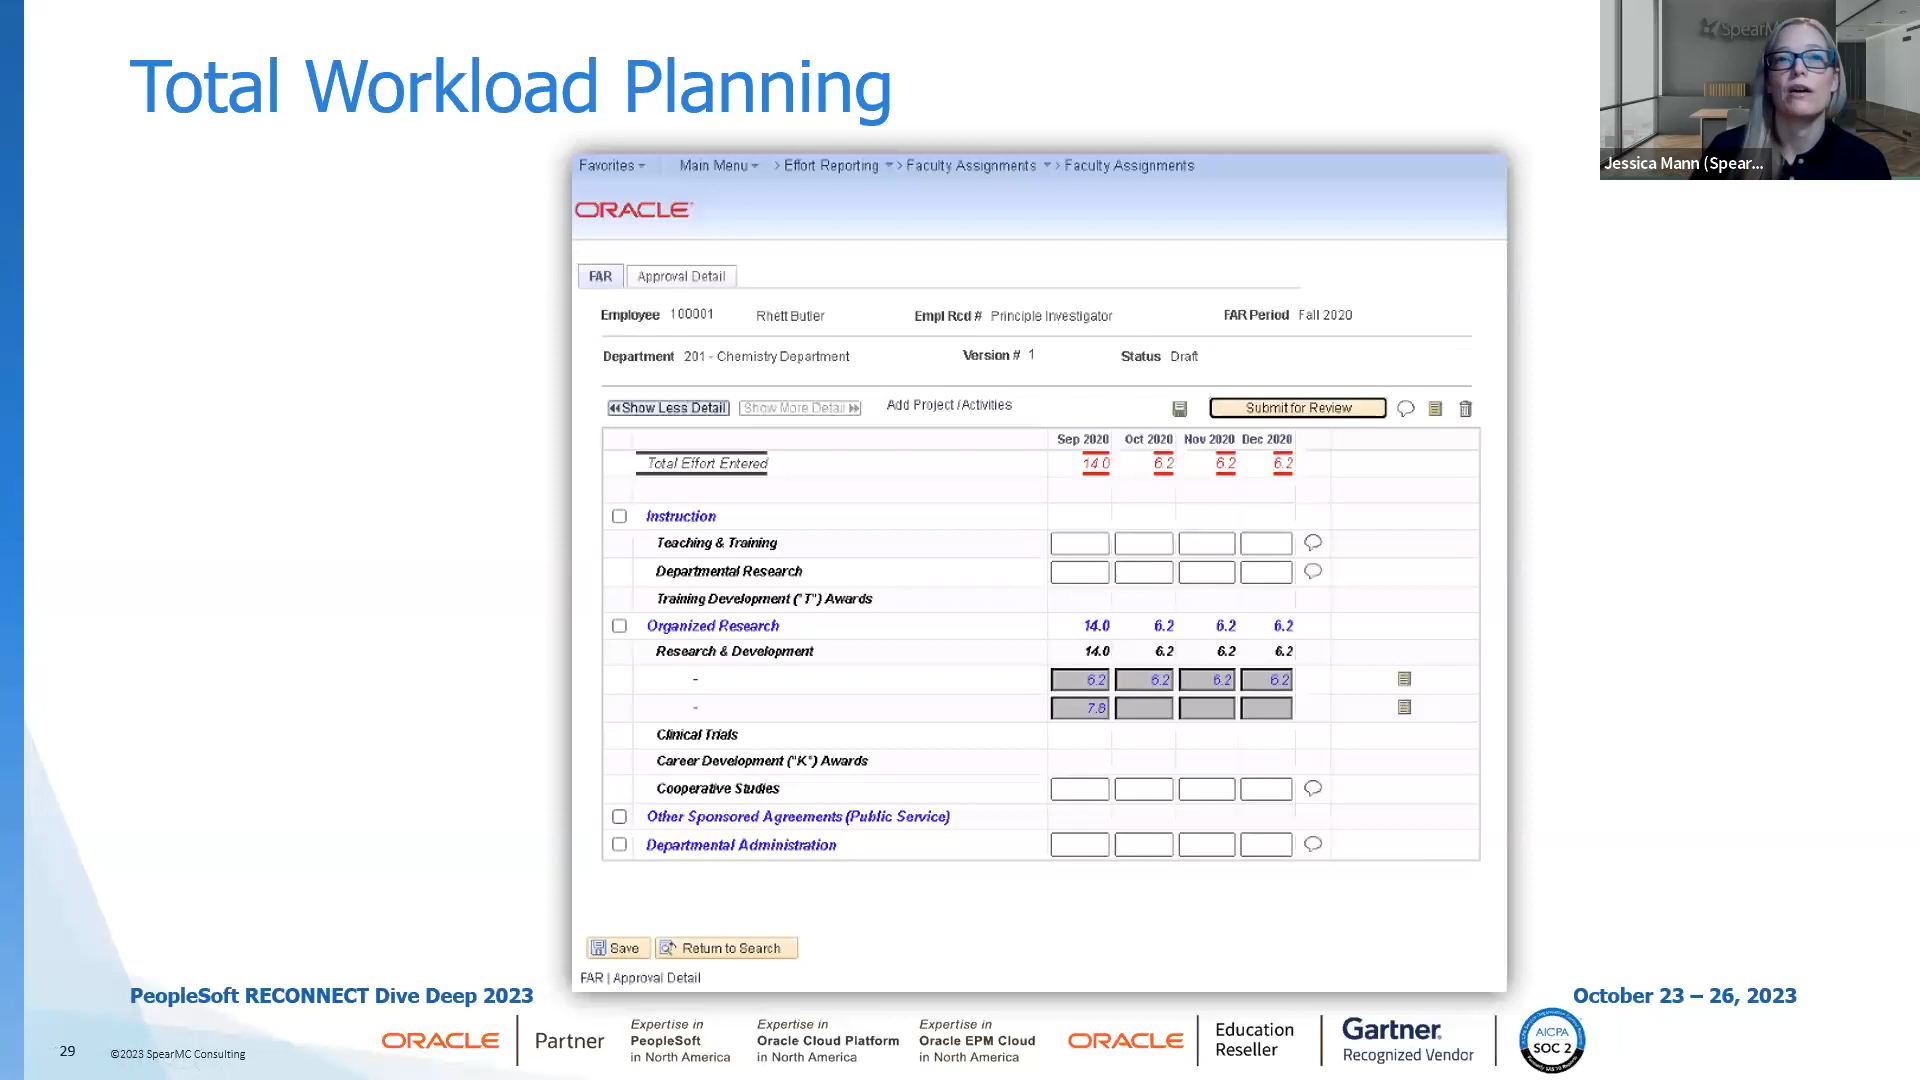 Total Workload Planning
SpearM
Jessica Mann (Spear...
Favorites Main Menu > Effort Reporting > Faculty Assignments > Faculty Assignments
ORACLE
FAR Approval Detail
Employee 100001 Rhett Butler Empl Rcd # Principle Investigator FAR Period Fall 2020
Department 201 - Chemistry Department Version # 1 Status Draft
Show Less Detail Show More Detail Add Project /Activities Submit for Review
Sep 2020 Oct 2020 Nov 2020 Dec 2020
Total Effort Entered 14.0 6.2 6.2 6.2
Instruction
Teaching & Training
Departmental Research
Training Development ("T") Awards
Organized Research 14.0 6.2 6.2 6.2
Research & Development 14.0 6.2 6.2 6.2
- 6.2 6.2 6.2 6.2
- 7.8
Clinical Trials
Career Development ("K") Awards
Cooperative Studies
Other Sponsored Agreements (Public Service)
Departmental Administration
Save Return to Search
FAR | Approval Detail
PeopleSoft RECONNECT Dive Deep 2023
October 23 – 26, 2023
29
©2023 SpearMC Consulting
ORACLE Partner
Expertise in
PeopleSoft
in North America
Expertise in
Oracle Cloud Platform
in North America
Expertise in
Oracle EPM Cloud
in North America
ORACLE
Education
Reseller
Gartner.
Recognized Vendor
AICPA
SOC 2